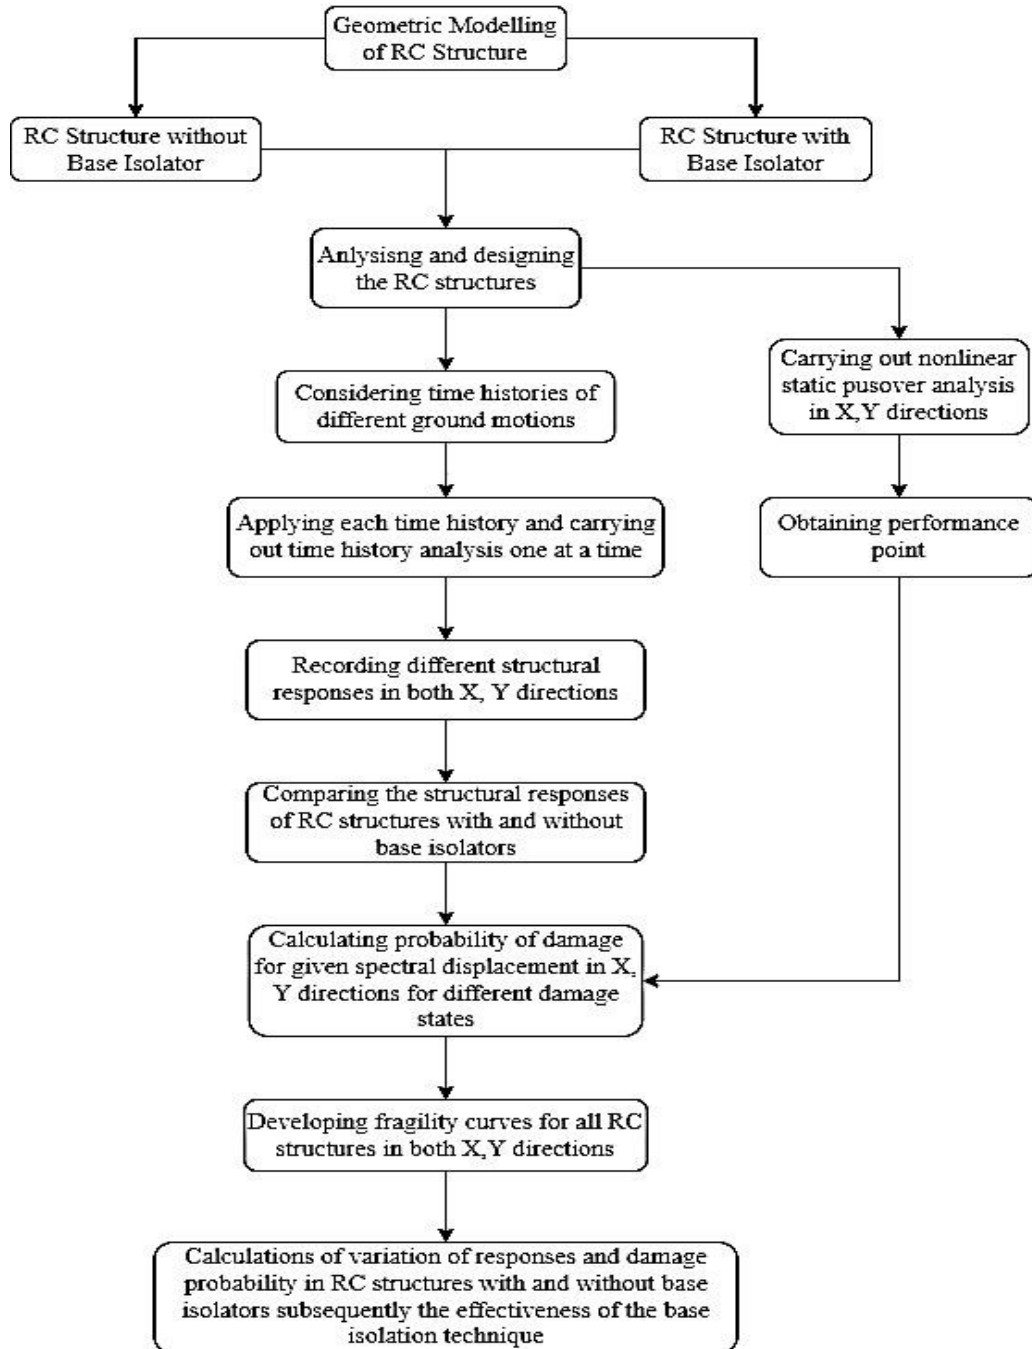 Geometric Modelling
of RC Structure
RC Structure without
Base Isolator
RC Structure with
Base Isolator
Anlysisng and designing
the RC structures
Considering time histories of
different ground motions
Carrying out nonlinear
static pusover analysis
in X,Y directions
Applying each time history and carrying
out time history analysis one at a time
Obtaining performance
point
Recording different structural
responses in both X, Y directions
Comparing the structural responses
of RC structures with and without
base isolators
Calculating probability of damage
for given spectral displacement in X,
Y directions for different damage
states
Developing fragility curves for all RC
structures in both X,Y directions
Calculations of variation of responses and damage
probability in RC structures with and without base
isolators subsequently the effectiveness of the base
isolation technique